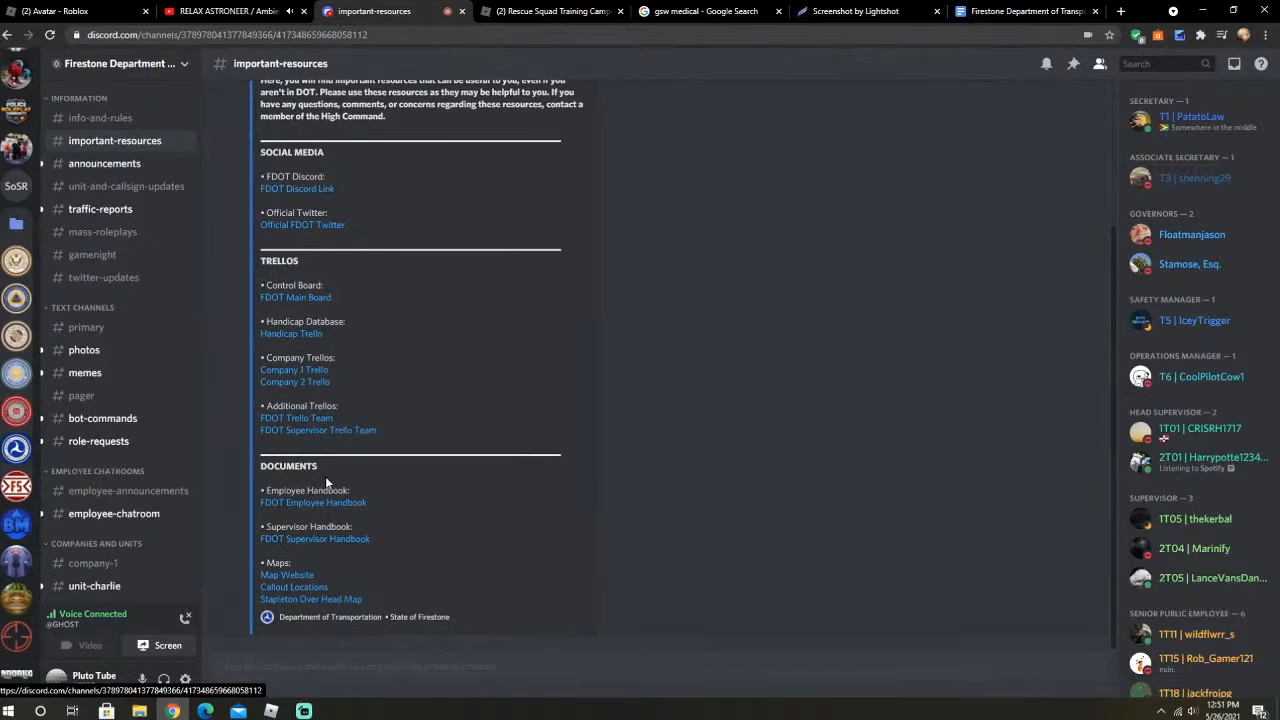 Avatar - Roblox
RELAX ASTRONEER / Ambie
important-resources
Rescue Squad Training Camp
gsw medical - Google Search
Screenshot by Lightshot
Firestone Department of Transp
discord.com/channels/378978041377849366/417348659668058112
Firestone Department ...
important-resources
Search
INFORMATION
info-and-rules
important-resources
announcements
unit-and-callsign-updates
traffic-reports
mass-roleplays
gamenight
twitter-updates
TEXT CHANNELS
primary
photos
memes
pager
bot-commands
role-requests
EMPLOYEE CHATROOMS
employee-announcements
employee-chatroom
COMPANIES AND UNITS
company-1
unit-charlie
Voice Connected
@GHOST
Video
Screen
Pluto Tube
https://discord.com/channels/378978041377849366/417348659668058112
SoSR
Here, you will find important resources that can be useful to you, even if you
aren't in DOT. Please use these resources as they may be helpful to you. If you
have any questions, comments, or concerns regarding these resources, contact a
member of the High Command.
SOCIAL MEDIA
• FDOT Discord:
FDOT Discord Link
• Official Twitter:
Official FDOT Twitter
TRELLOS
• Control Board:
FDOT Main Board
• Handicap Database:
Handicap Trello
• Company Trellos:
Company 1 Trello
Company 2 Trello
• Additional Trellos:
FDOT Trello Team
FDOT Supervisor Trello Team
DOCUMENTS
• Employee Handbook:
FDOT Employee Handbook
• Supervisor Handbook:
FDOT Supervisor Handbook
• Maps:
Map Website
Callout Locations
Stapleton Over Head Map
Department of Transportation • State of Firestone
SECRETARY — 1
T1 | PatatoLaw
Somewhere in the middle
ASSOCIATE SECRETARY — 1
T3 | shenning29
GOVERNORS — 2
Floatmanjason
Stamose, Esq.
SAFETY MANAGER — 1
T5 | IceyTrigger
OPERATIONS MANAGER — 1
T6 | CoolPilotCow1
HEAD SUPERVISOR — 2
1T01 | CRISRH1717
2T01 | Harrypotte1234...
Listening to Spotify
SUPERVISOR — 3
1T05 | thekerbal
2T04 | Marinify
2T05 | LanceVansDan...
SENIOR PUBLIC EMPLOYEE — 6
1T11 | wildflwrr_s
1T15 | Rob_Gamer121
pain.
1T18 | jackfrojpg
12:51 PM
5/26/2021